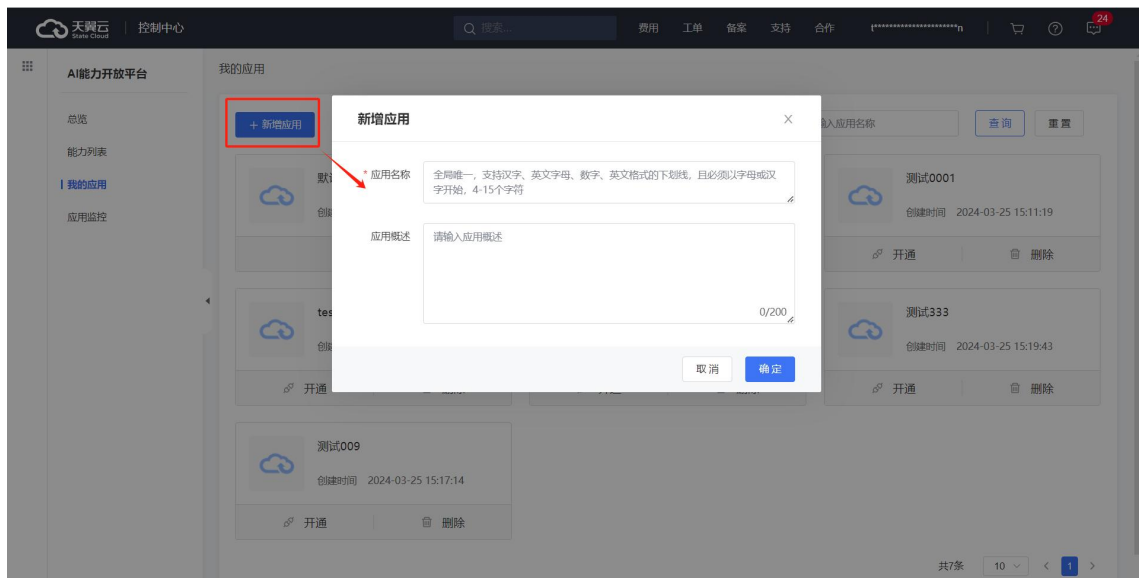 天翼云
State Cloud
控制中心
搜索...
费用
工单
备案
支持
合作
t**********************n
24
AI能力开放平台
总览
能力列表
我的应用
应用监控
我的应用
+ 新增应用
输入应用名称
查询
重置
新增应用
* 应用名称
全局唯一，支持汉字、英文字母、数字、英文格式的下划线，且必须以字母或汉
字开始，4-15个字符
应用概述
请输入应用概述
0/200
取消
确定
默
创建
测试0001
创建时间 2024-03-25 15:11:19
开通
删除
tes
创建
开通
测试333
创建时间 2024-03-25 15:19:43
开通
删除
测试009
创建时间 2024-03-25 15:17:14
开通
删除
共7条
10
1